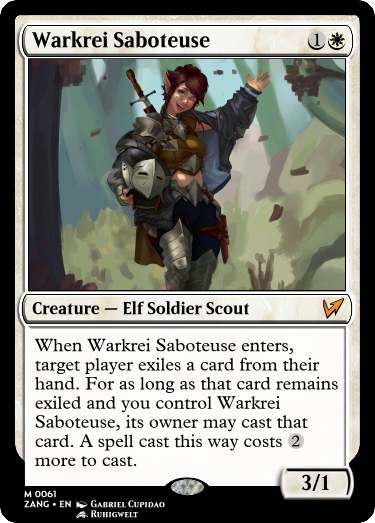 Warkrei Saboteuse 1
Creature — Elf Soldier Scout
When Warkrei Saboteuse enters,
target player exiles a card from their
hand. For as long as that card remains
exiled and you control Warkrei
Saboteuse, its owner may cast that
card. A spell cast this way costs 2
more to cast.
3/1
M 0061
ZANG • EN Gabriel Cupidao
Ruhigwelt